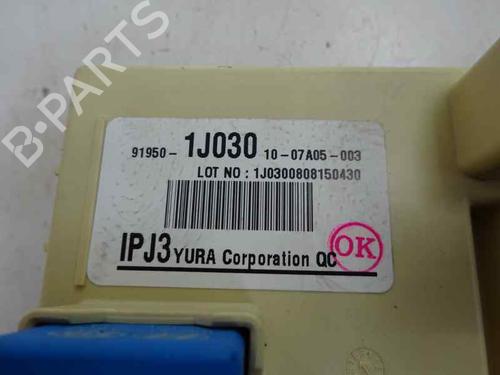 B-PARTS
91950- 1J030 10-07A05-003
LOT NO : 1J0300808150430
IPJ3 YURA Corporation QC
OK